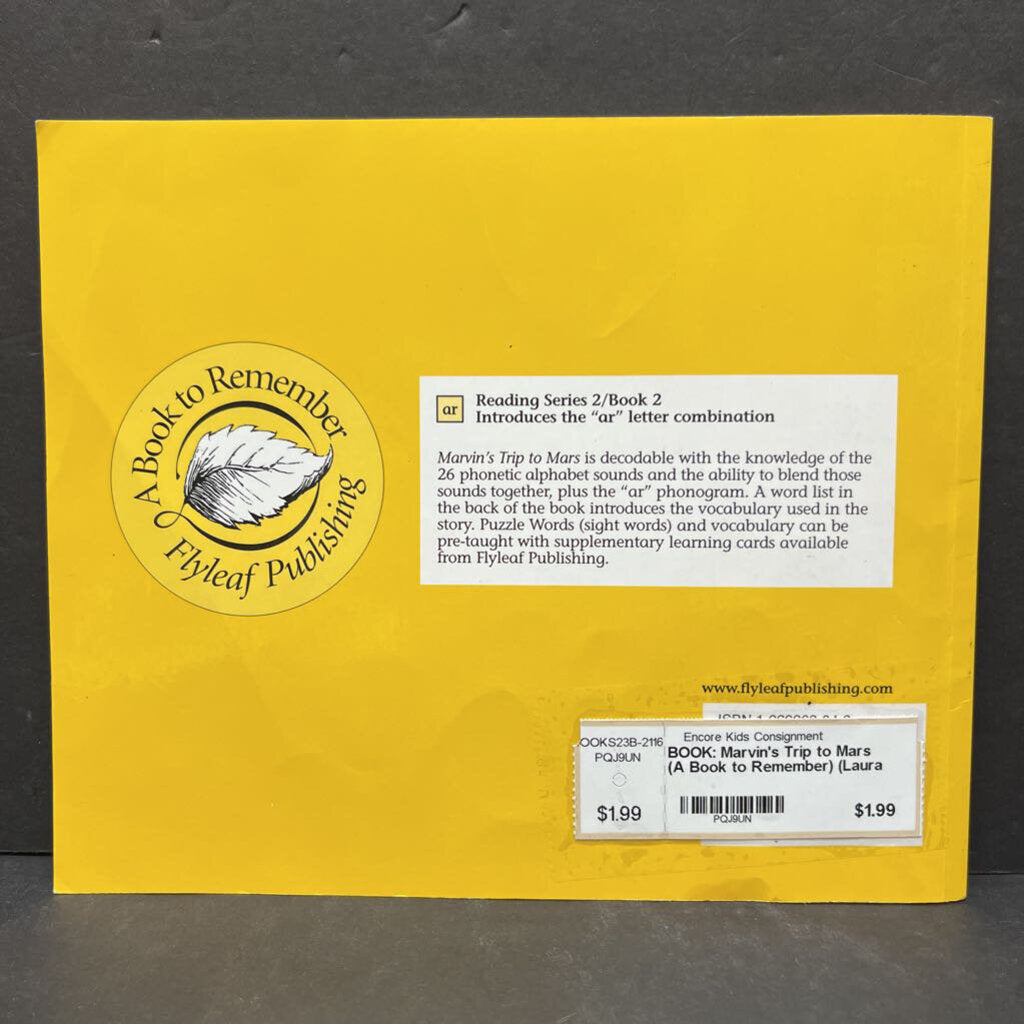 A Book to Remember
Flyleaf Publishing
ar
Reading Series 2/Book 2
Introduces the “ar” letter combination
Marvin's Trip to Mars is decodable with the knowledge of the
26 phonetic alphabet sounds and the ability to blend those
sounds together, plus the “ar” phonogram. A word list in
the back of the book introduces the vocabulary used in the
story. Puzzle Words (sight words) and vocabulary can be
pre-taught with supplementary learning cards available
from Flyleaf Publishing.
www.flyleafpublishing.com
ISBN
OOKS23B-2116
PQJ9UN
$1.99
Encore Kids Consignment
BOOK: Marvin's Trip to Mars
(A Book to Remember) (Laura
PQJ9UN
$1.99